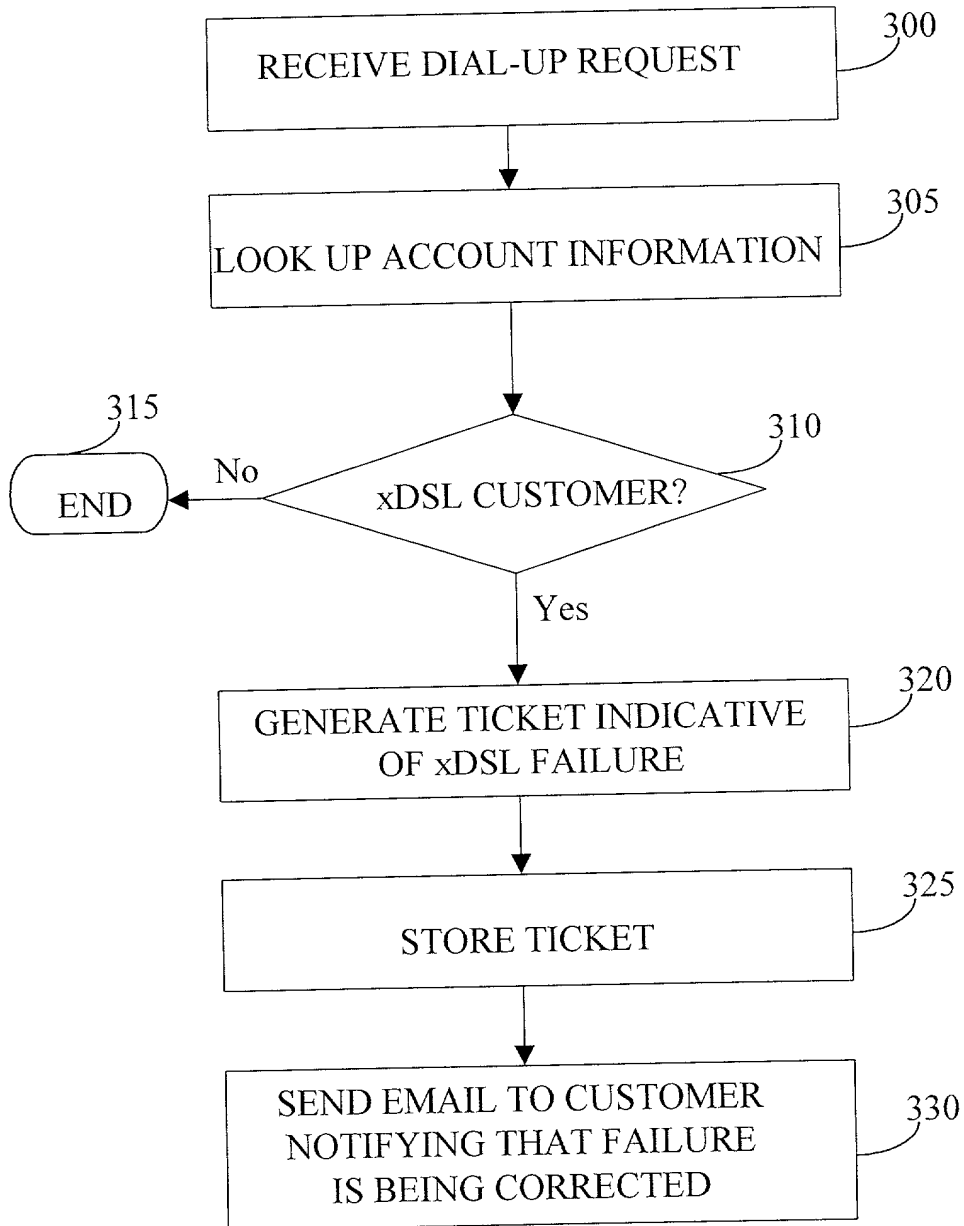 300
RECEIVE DIAL-UP REQUEST
305
LOOK UP ACCOUNT INFORMATION
315
310
No
END
xDSL CUSTOMER?
Yes
320
GENERATE TICKET INDICATIVE
OF xDSL FAILURE
325
STORE TICKET
SEND EMAIL TO CUSTOMER
330
NOTIFYING THAT FAILURE
IS BEING CORRECTED